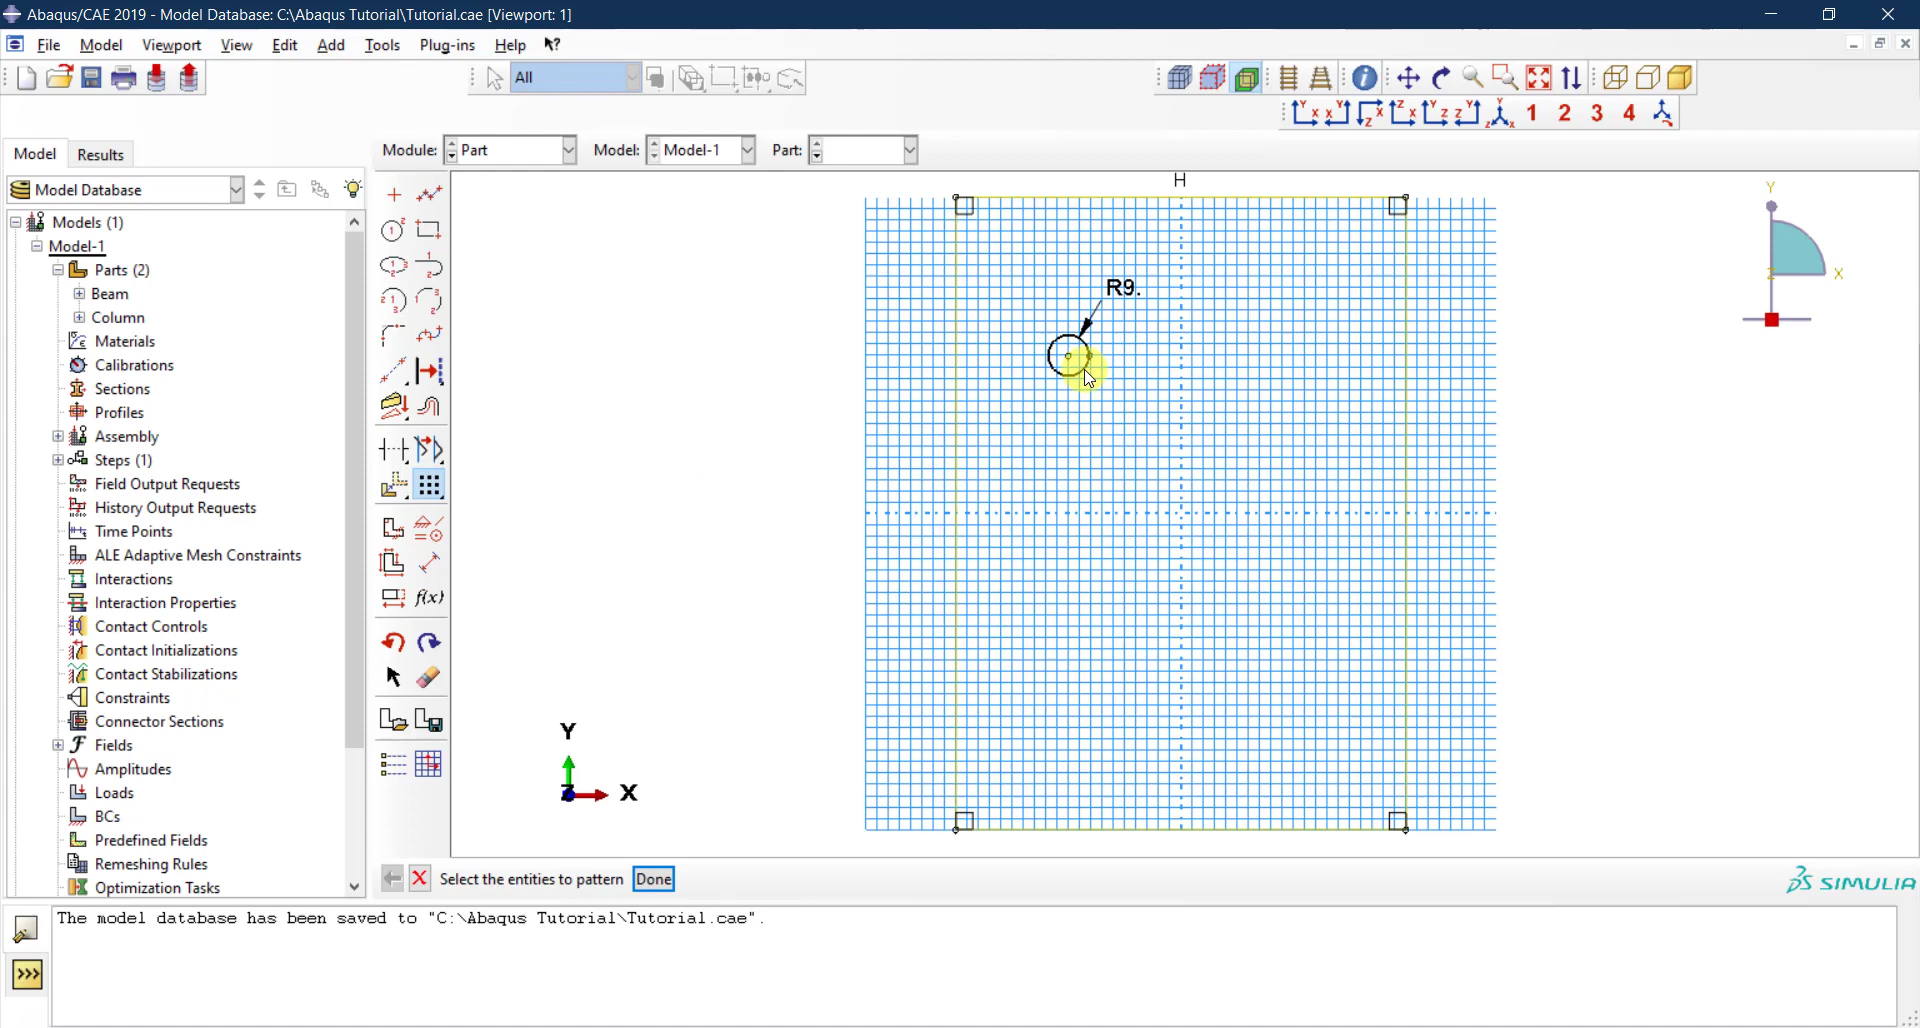 Abaqus/CAE 2019 - Model Database: C:\Abaqus Tutorial\Tutorial.cae [Viewport: 1]
File Model Viewport View Edit Add Tools Plug-ins Help
All
1 2 3 4
Model Results
Module: Part Model: Model-1 Part:
Model Database
Models (1)
Model-1
Parts (2)
Beam
Column
Materials
Calibrations
Sections
Profiles
Assembly
Steps (1)
Field Output Requests
History Output Requests
Time Points
ALE Adaptive Mesh Constraints
Interactions
Interaction Properties
Contact Controls
Contact Initializations
Contact Stabilizations
Constraints
Connector Sections
Fields
Amplitudes
Loads
BCs
Predefined Fields
Remeshing Rules
Optimization Tasks
f(x)
H
R9.
Y
X
Z
Y
X
Z
Select the entities to pattern Done
SIMULIA
The model database has been saved to "C:\Abaqus Tutorial\Tutorial.cae".
>>>